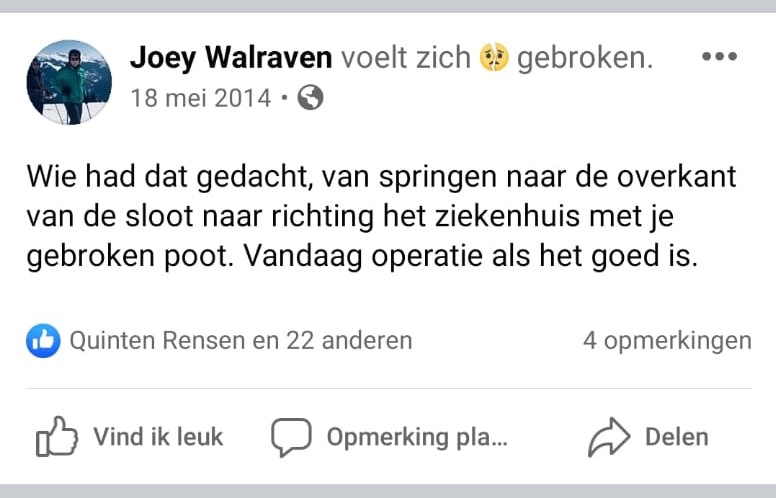 Joey Walraven voelt zich gebroken.
18 mei 2014 ·
Wie had dat gedacht, van springen naar de overkant
van de sloot naar richting het ziekenhuis met je
gebroken poot. Vandaag operatie als het goed is.
Quinten Rensen en 22 anderen 4 opmerkingen
Vind ik leuk Opmerking pla... Delen